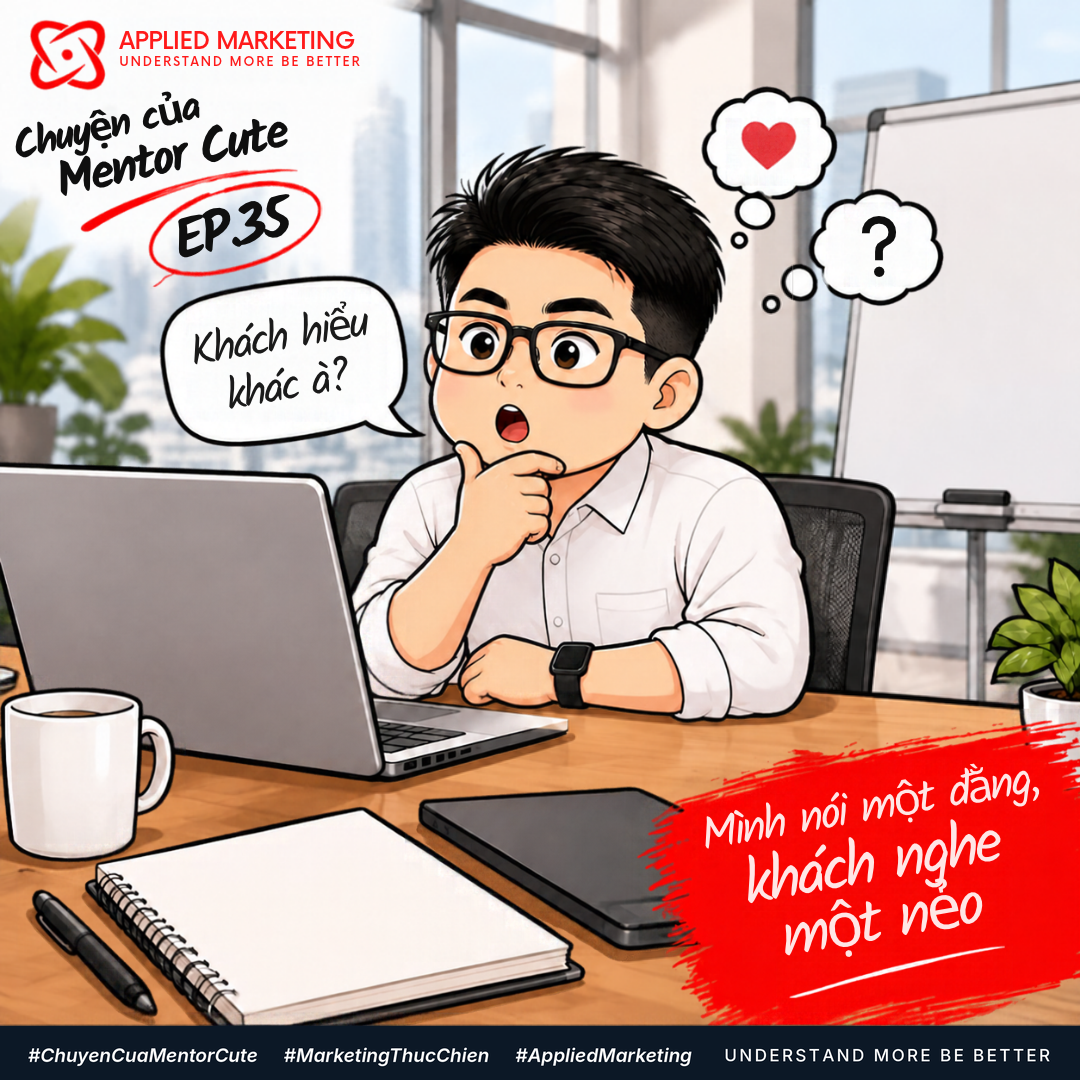 APPLIED MARKETING
UNDERSTAND MORE BE BETTER
Chuyện của
Mentor Cute
EP.35
Khách hiểu
khác à?
?
Mình nói một đằng,
khách nghe
một nẻo
#ChuyenCuaMentorCute #MarketingThucChien #AppliedMarketing UNDERSTAND MORE BE BETTER